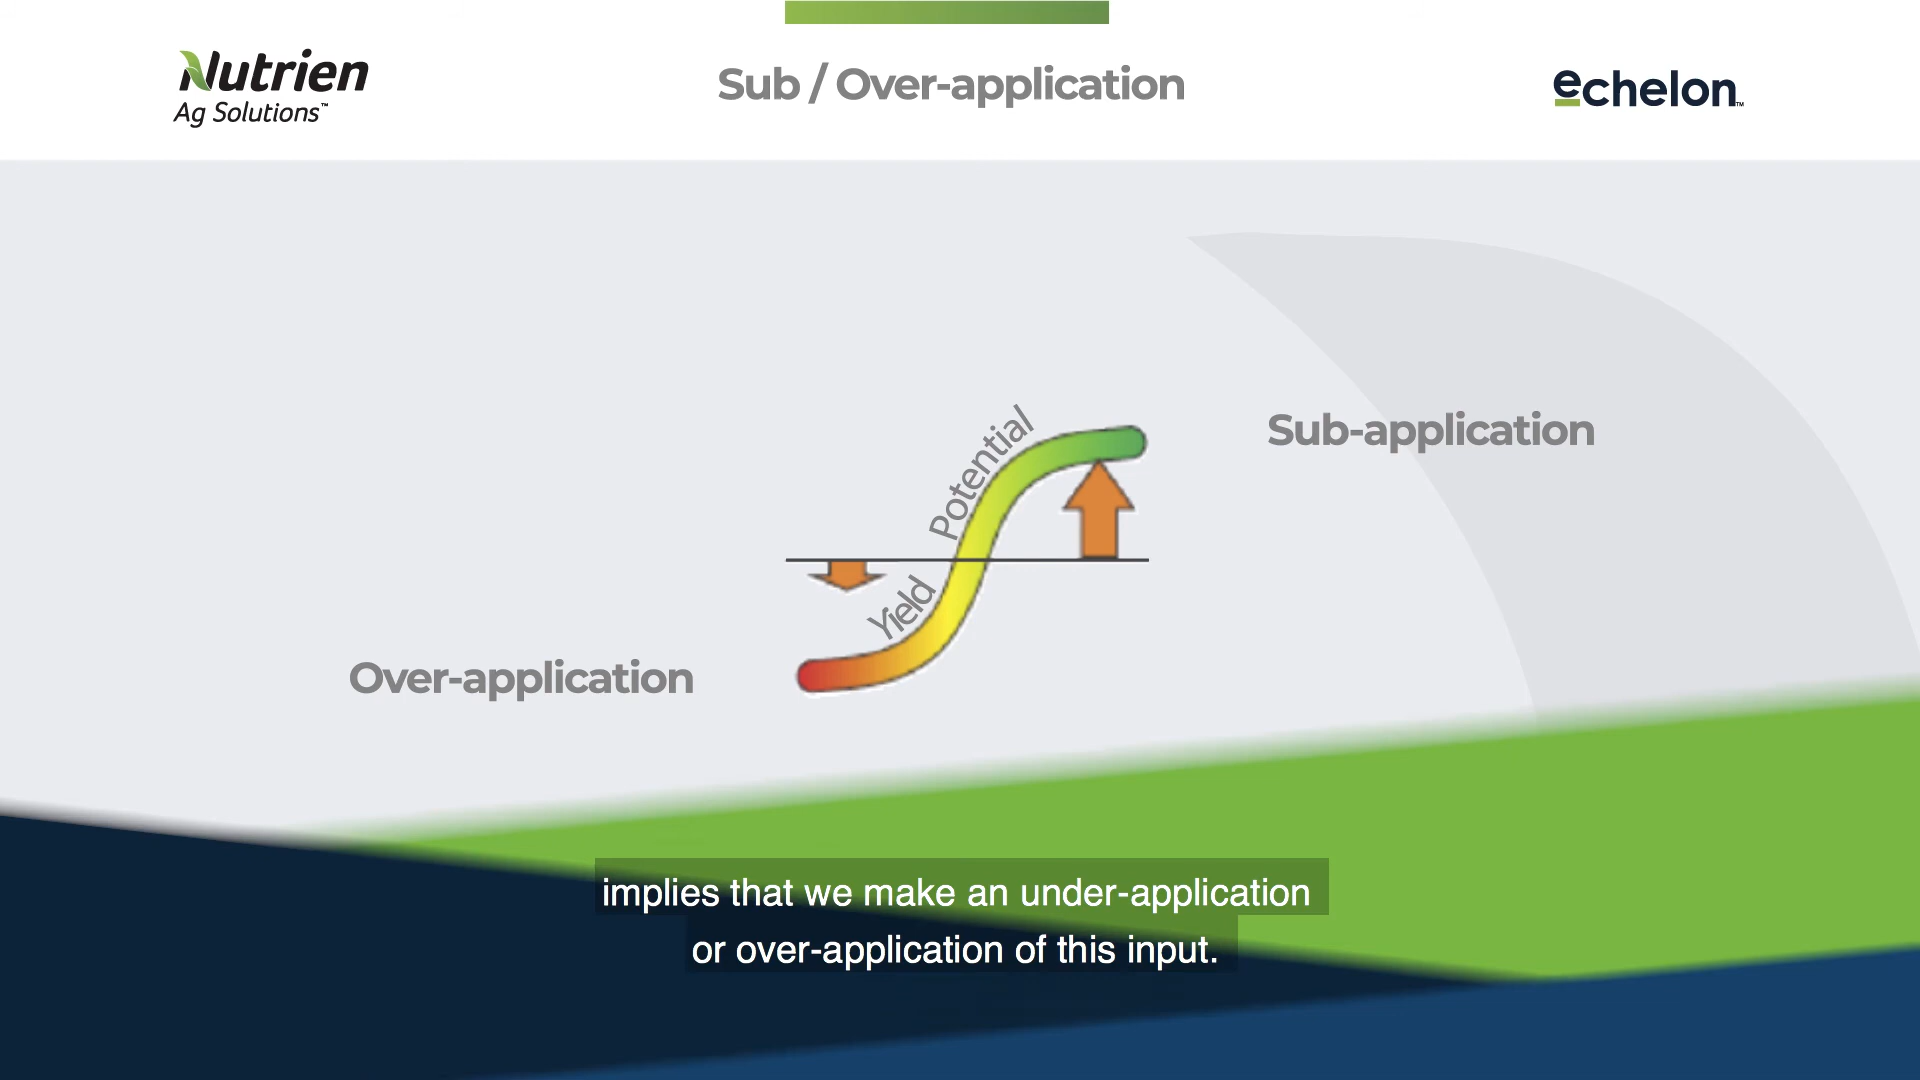 Nutrien
Ag Solutions™
Sub / Over-application
echelon™
Potential
Sub-application
Yield
Over-application
implies that we make an under-application
or over-application of this input.